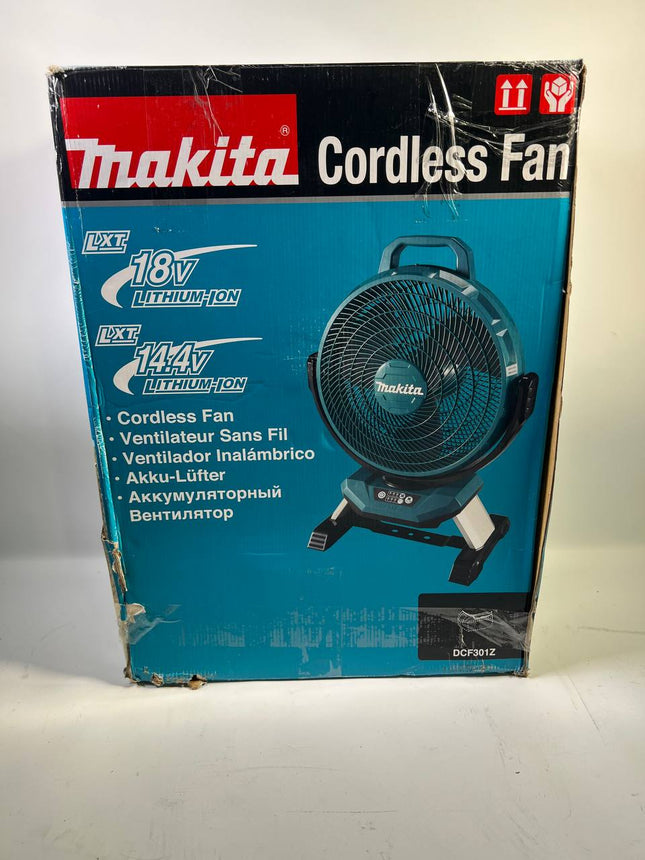 makita® Cordless Fan
LXT
18V
LITHIUM-ION
LXT
14.4V
LITHIUM-ION
· Cordless Fan
· Ventilateur Sans Fil
· Ventilador Inalámbrico
· Akku-Lüfter
· Аккумуляторный
Вентилятор
makita
DCF301Z